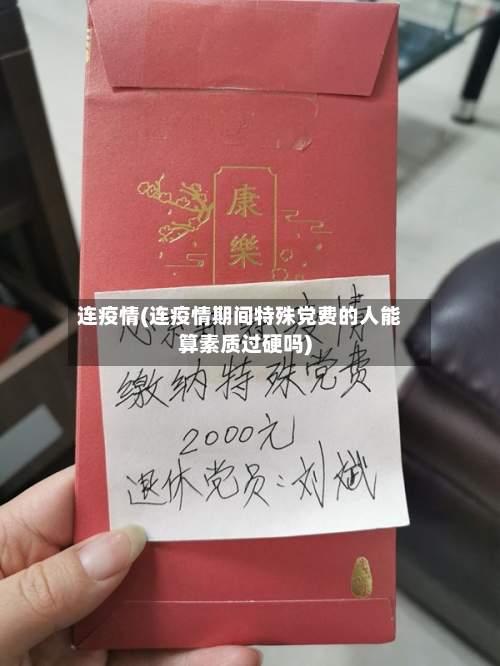 康
樂
连疫情(连疫情期间特殊党费的人能
算素质过硬吗)
疫情
缴纳特殊党费
2000元
退休党员:刘斌